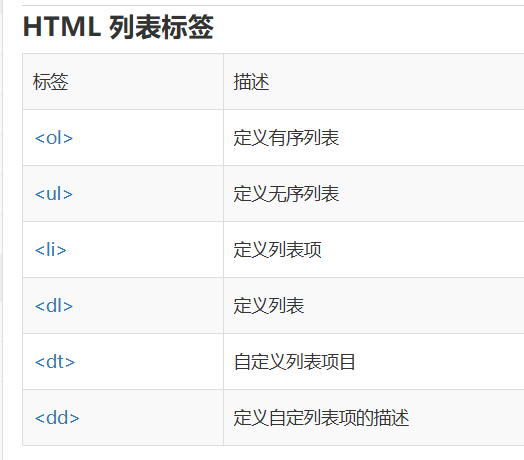 HTML 列表标签
标签 描述
<ol> 定义有序列表
<ul> 定义无序列表
<li> 定义列表项
<dl> 定义列表
<dt> 自定义列表项目
<dd> 定义自定列表项的描述